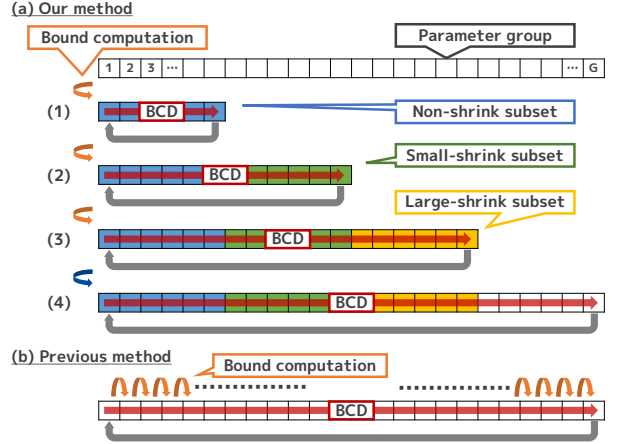 (a) Our method
Bound computation
Parameter group
1 2 3 ... ... G
(1) BCD
Non-shrink subset
Small-shrink subset
(2) BCD
Large-shrink subset
(3) BCD
(4) BCD
(b) Previous method
Bound computation
BCD